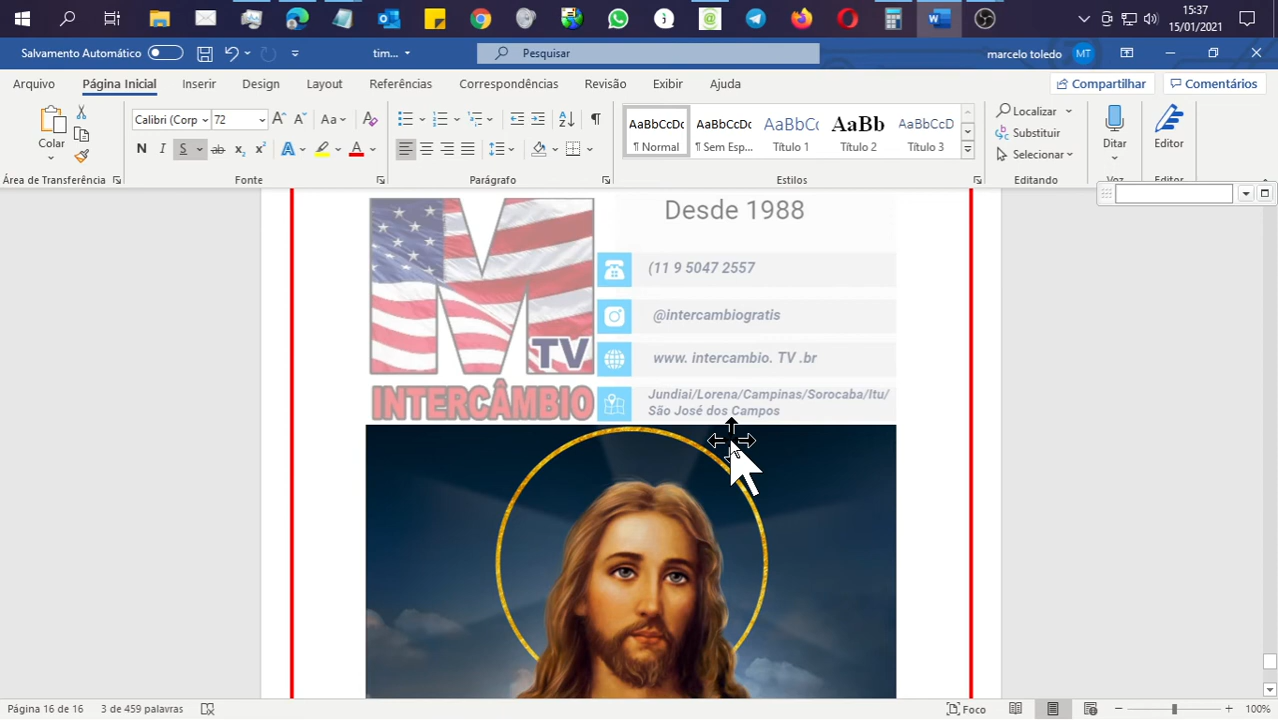 15:37
15/01/2021
Salvamento Automático
tim...
Pesquisar
marcelo toledo
MT
Arquivo
Página Inicial
Inserir
Design
Layout
Referências
Correspondências
Revisão
Exibir
Ajuda
Compartilhar
Comentários
Colar
Calibri (Corp
72
Aa
N I S ab x₂ x²
AaBbCcDc
¶ Normal
AaBbCcDc
¶ Sem Esp...
AaBbCc
Título 1
AaBb
Título 2
AaBbCcD
Título 3
Localizar
Substituir
Selecionar
Ditar
Editor
Área de Transferência
Fonte
Parágrafo
Estilos
Editando
Voz
Editor
Desde 1988
(11 9 5047 2557
@intercambiogratis
www. intercambio. TV .br
Jundiai/Lorena/Campinas/Sorocaba/Itu/
São José dos Campos
M
TV
INTERCÂMBIO
Página 16 de 16
3 de 459 palavras
Foco
100%